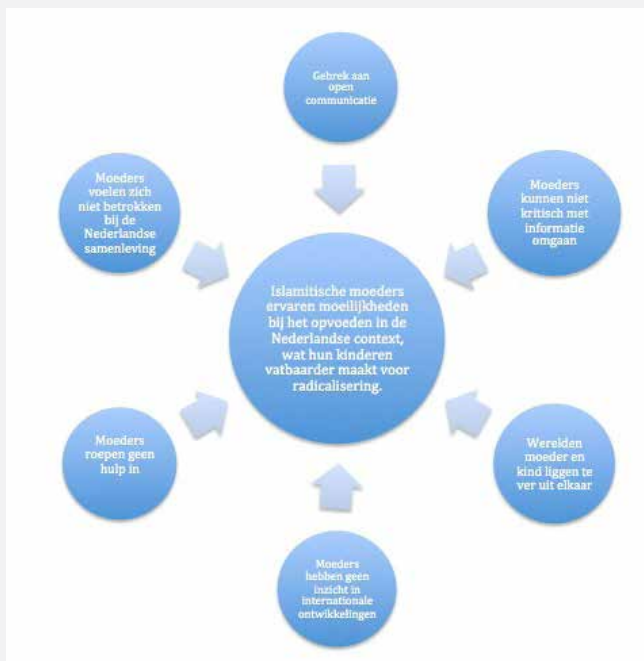 Gebrek aan
open
communicatie
Moeders
voelen zich
niet betrokken
bij de
Nederlandse
samenleving
Moeders
kunnen niet
kritisch met
informatie
omgaan
Islamitische moeders
ervaren moeilijkheden
bij het opvoeden in de
Nederlandse context,
wat hun kinderen
vatbaarder maakt voor
radicalisering.
Moeders
roepen geen
hulp in
Werelden
moeder en
kind liggen te
ver uit elkaar
Moeders
hebben geen
inzicht in
internationale
ontwikkelingen